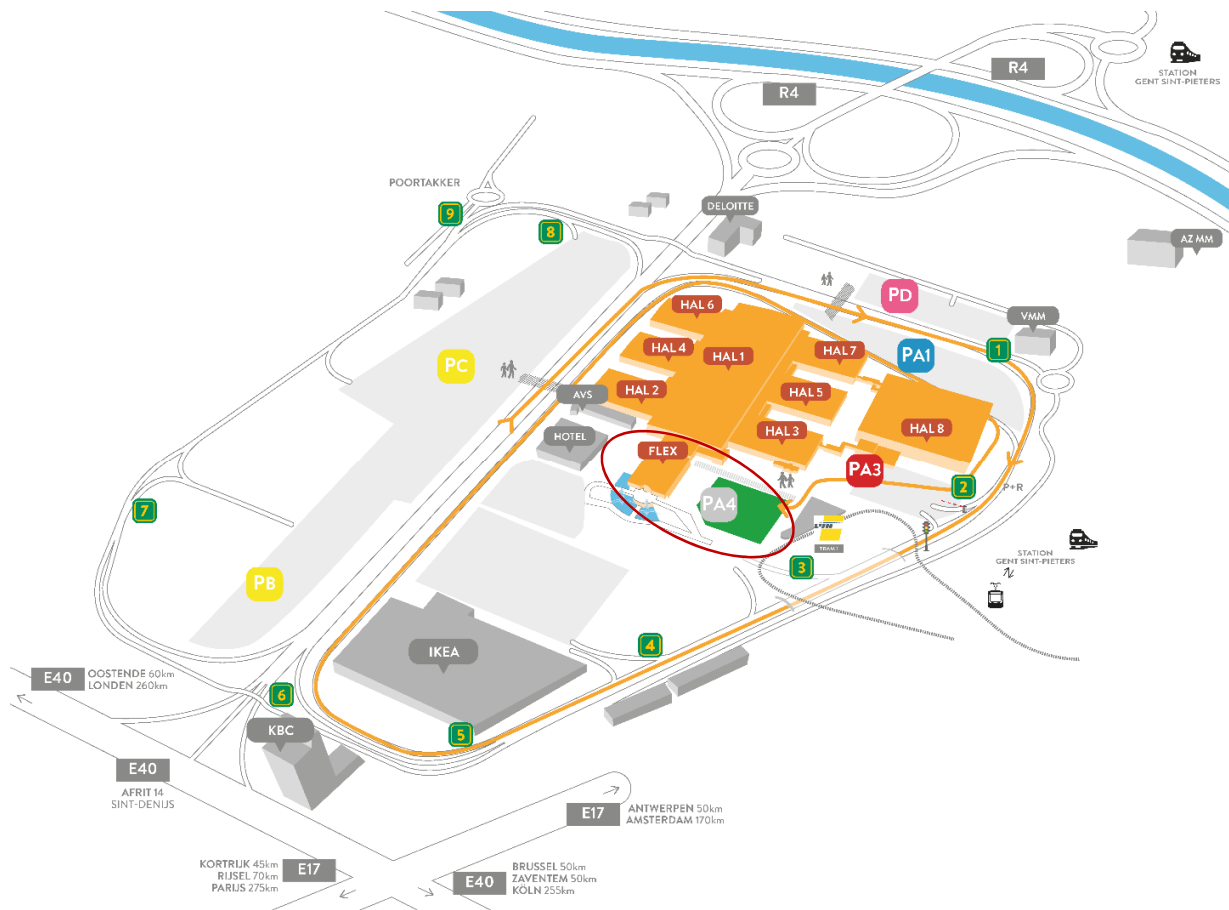 R4
R4
STATION
GENT SINT-PIETERS
POORTAKKER
9
8
DELOITTE
AZ MM
PD
VMM
HAL 6
HAL 4
HAL 1
HAL 7
PA1
1
PC
HAL 2
AVS
HAL 5
HOTEL
HAL 3
HAL 8
FLEX
PA3
2
P+R
PA4
7
TRAM 1
3
STATION
GENT SINT-PIETERS
PB
4
IKEA
E40
OOSTENDE 60km
LONDEN 260km
6
KBC
5
E40
AFRIT 14
SINT-DENIJS
E17
ANTWERPEN 50km
AMSTERDAM 170km
KORTRIJK 45km
RIJSEL 70km
PARIJS 275km
E17
E40
BRUSSEL 50km
ZAVENTEM 50km
KÖLN 255km